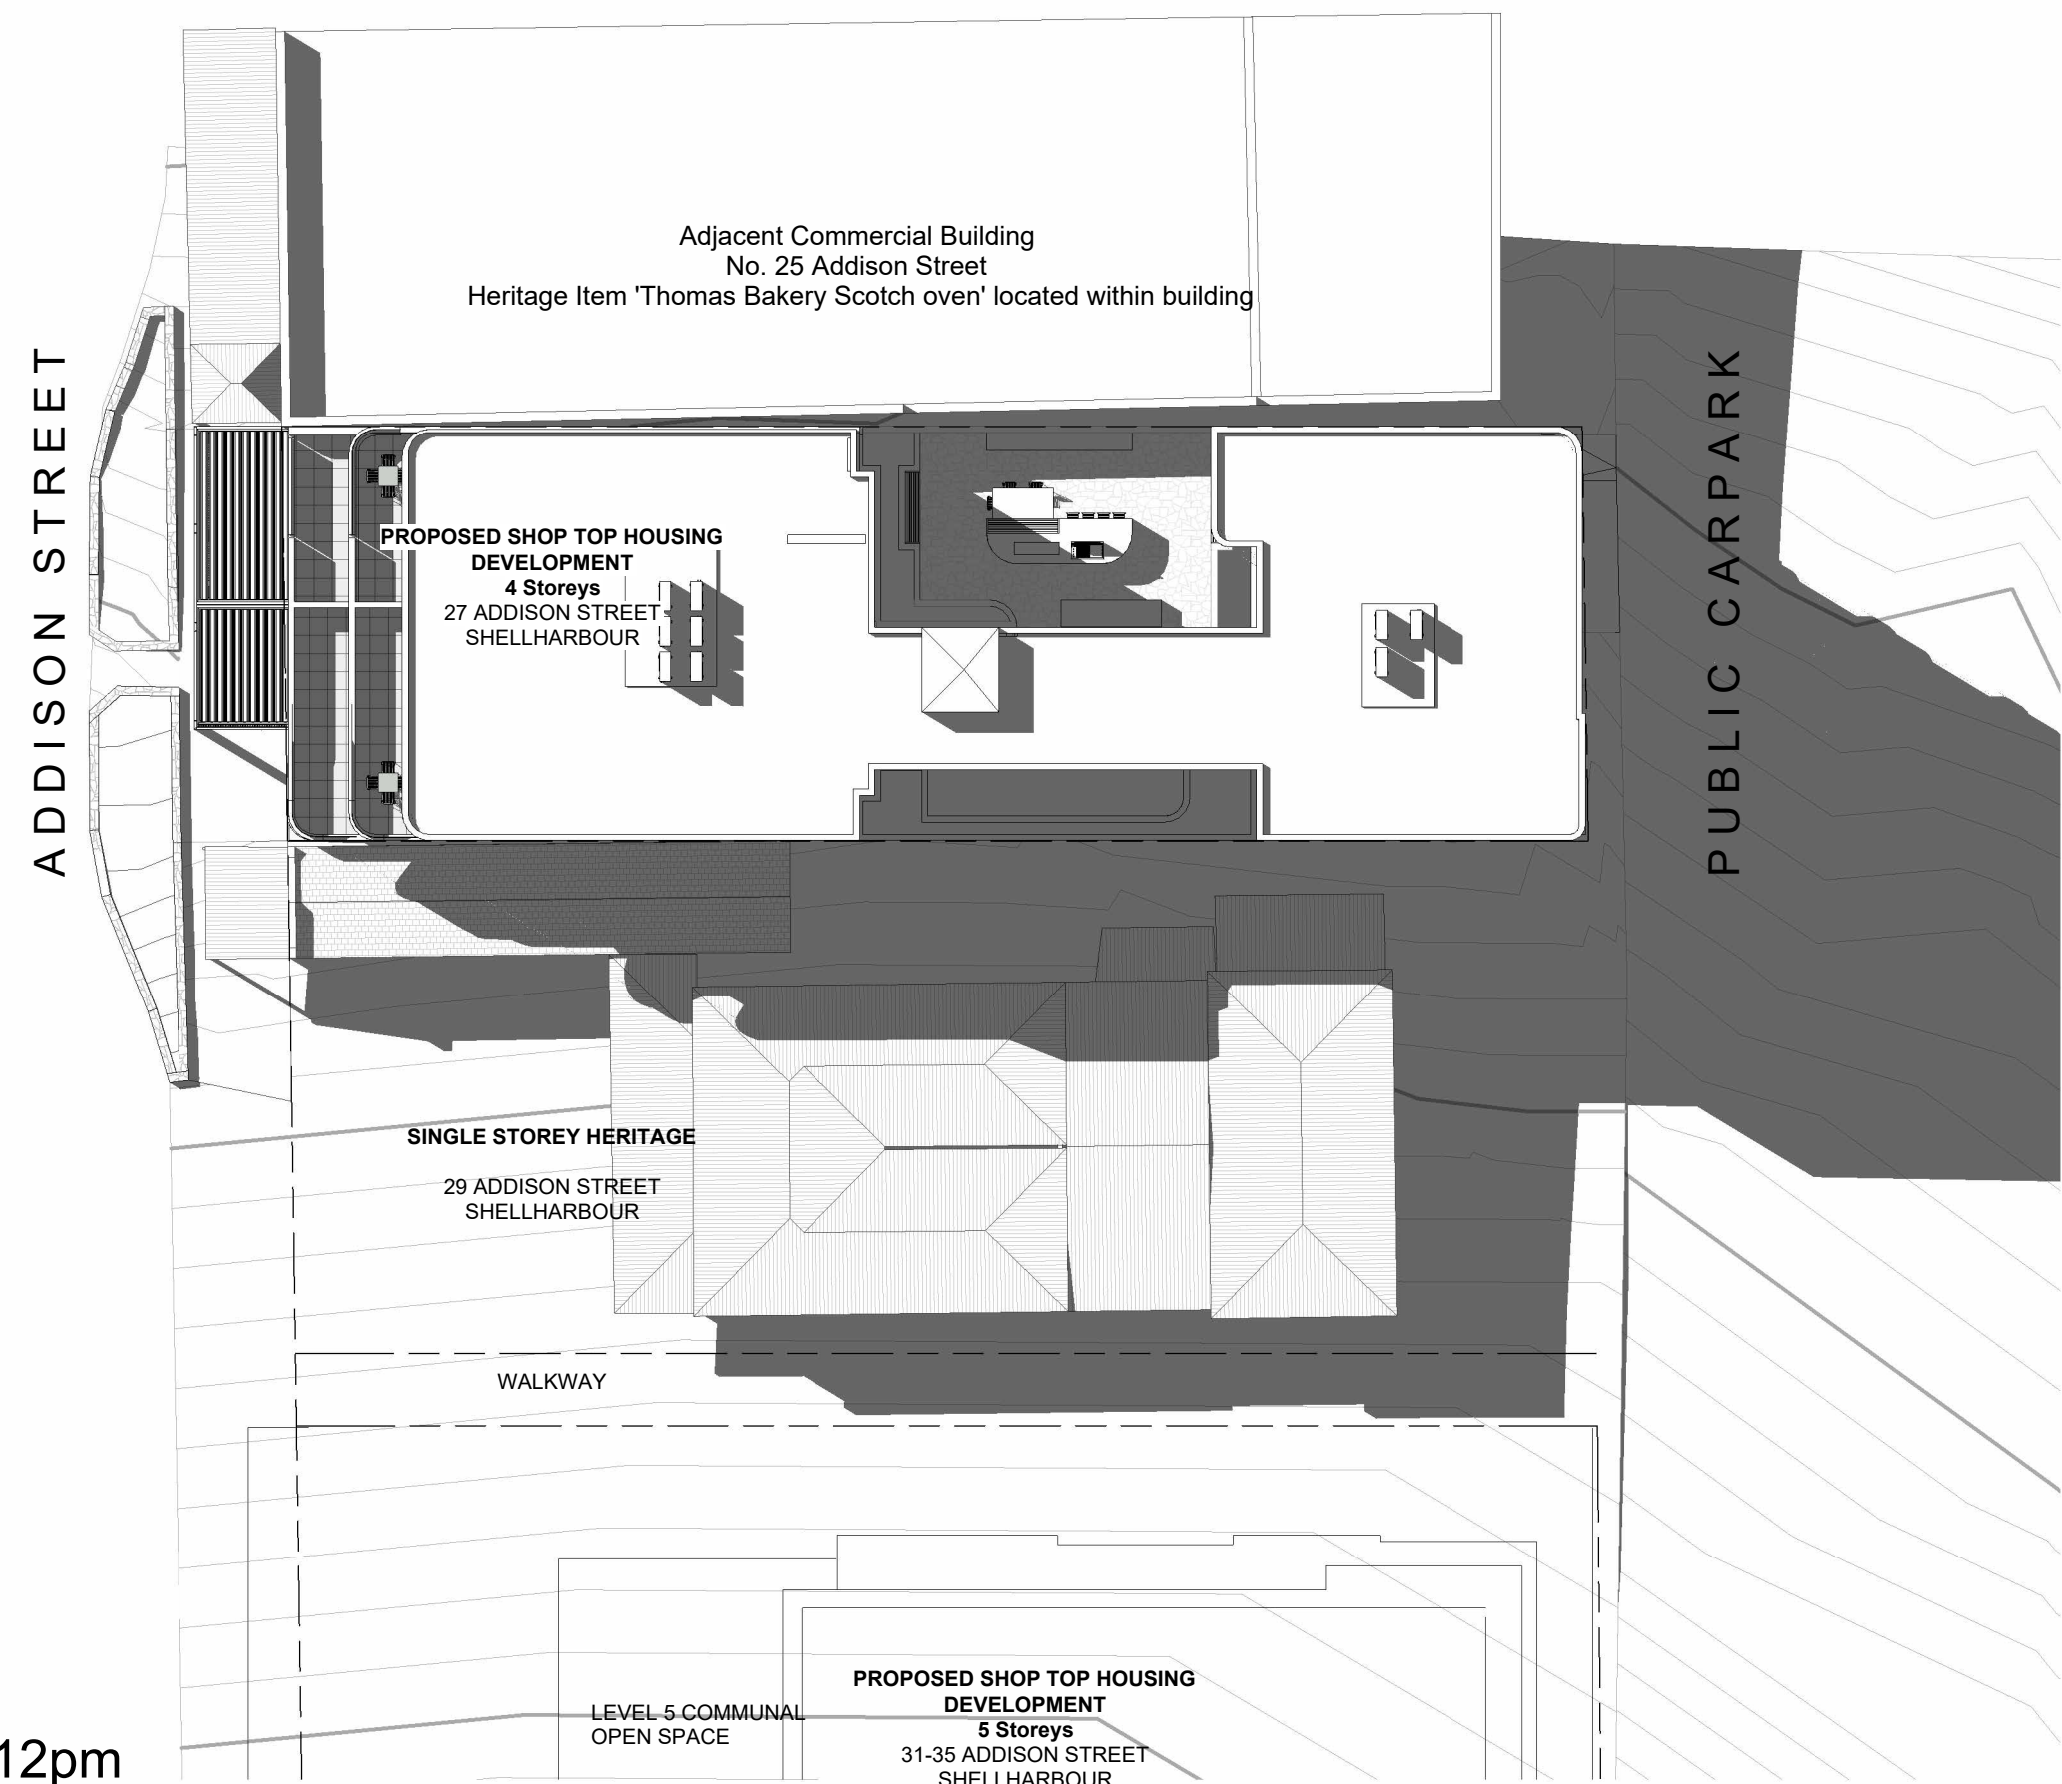 Adjacent Commercial Building
No. 25 Addison Street
Heritage Item 'Thomas Bakery Scotch oven' located within building
ADDISON STREET
PUBLIC CARPARK
PROPOSED SHOP TOP HOUSING
DEVELOPMENT
4 Storeys
27 ADDISON STREET
SHELLHARBOUR
SINGLE STOREY HERITAGE
29 ADDISON STREET
SHELLHARBOUR
WALKWAY
LEVEL 5 COMMUNAL
OPEN SPACE
PROPOSED SHOP TOP HOUSING
DEVELOPMENT
5 Storeys
31-35 ADDISON STREET
SHELLHARBOUR
12pm